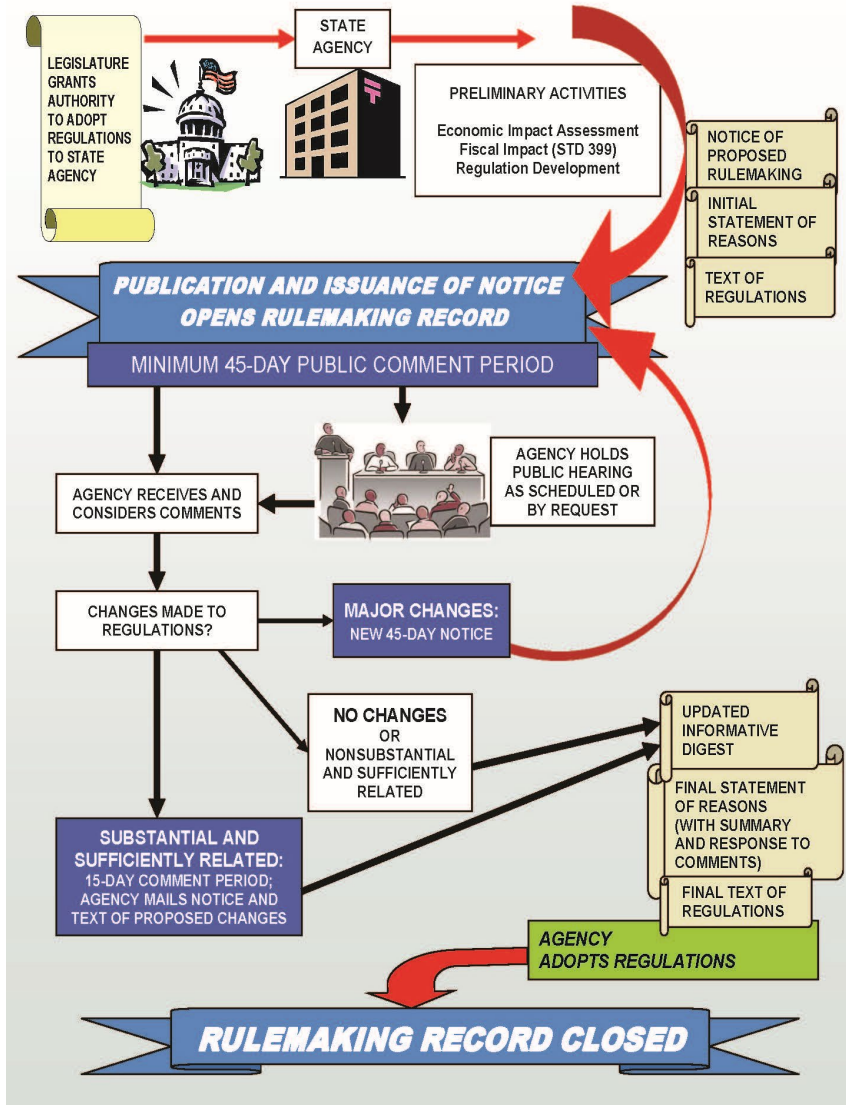 LEGISLATURE
GRANTS
AUTHORITY
TO ADOPT
REGULATIONS
TO STATE
AGENCY
STATE
AGENCY
PRELIMINARY ACTIVITIES
Economic Impact Assessment
Fiscal Impact (STD 399)
Regulation Development
NOTICE OF
PROPOSED
RULEMAKING
INITIAL
STATEMENT OF
REASONS
TEXT OF
REGULATIONS
PUBLICATION AND ISSUANCE OF NOTICE
OPENS RULEMAKING RECORD
MINIMUM 45-DAY PUBLIC COMMENT PERIOD
AGENCY HOLDS
PUBLIC HEARING
AS SCHEDULED OR
BY REQUEST
AGENCY RECEIVES AND
CONSIDERS COMMENTS
CHANGES MADE TO
REGULATIONS?
MAJOR CHANGES:
NEW 45-DAY NOTICE
NO CHANGES
OR
NONSUBSTANTIAL
AND SUFFICIENTLY
RELATED
SUBSTANTIAL AND
SUFFICIENTLY RELATED:
15-DAY COMMENT PERIOD;
AGENCY MAILS NOTICE AND
TEXT OF PROPOSED CHANGES
UPDATED
INFORMATIVE
DIGEST
FINAL STATEMENT
OF REASONS
(WITH SUMMARY
AND RESPONSE TO
COMMENTS)
FINAL TEXT OF
REGULATIONS
AGENCY
ADOPTS REGULATIONS
RULEMAKING RECORD CLOSED